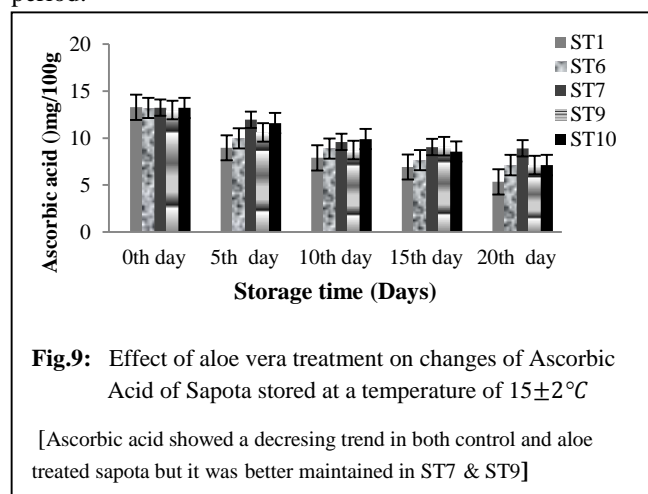 period.
20
15
10
5
0
Ascorbic acid ()mg/100g
ST1
ST6
ST7
ST9
ST10
0th day 5th day 10th day 15th day 20th day
Storage time (Days)
Fig.9: Effect of aloe vera treatment on changes of Ascorbic
Acid of Sapota stored at a temperature of 15±2°C
[Ascorbic acid showed a decresing trend in both control and aloe
treated sapota but it was better maintained in ST7 & ST9]